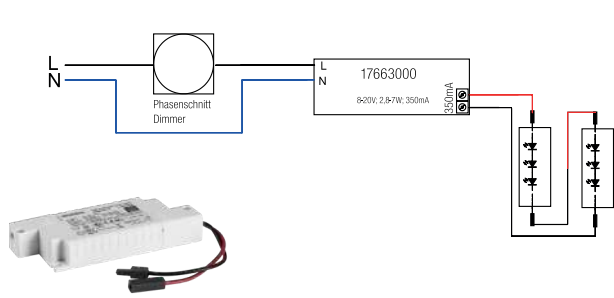 L
N
Phasenschnitt
Dimmer
L
N
17663000
8-20V; 2,8-7W; 350mA
350mA